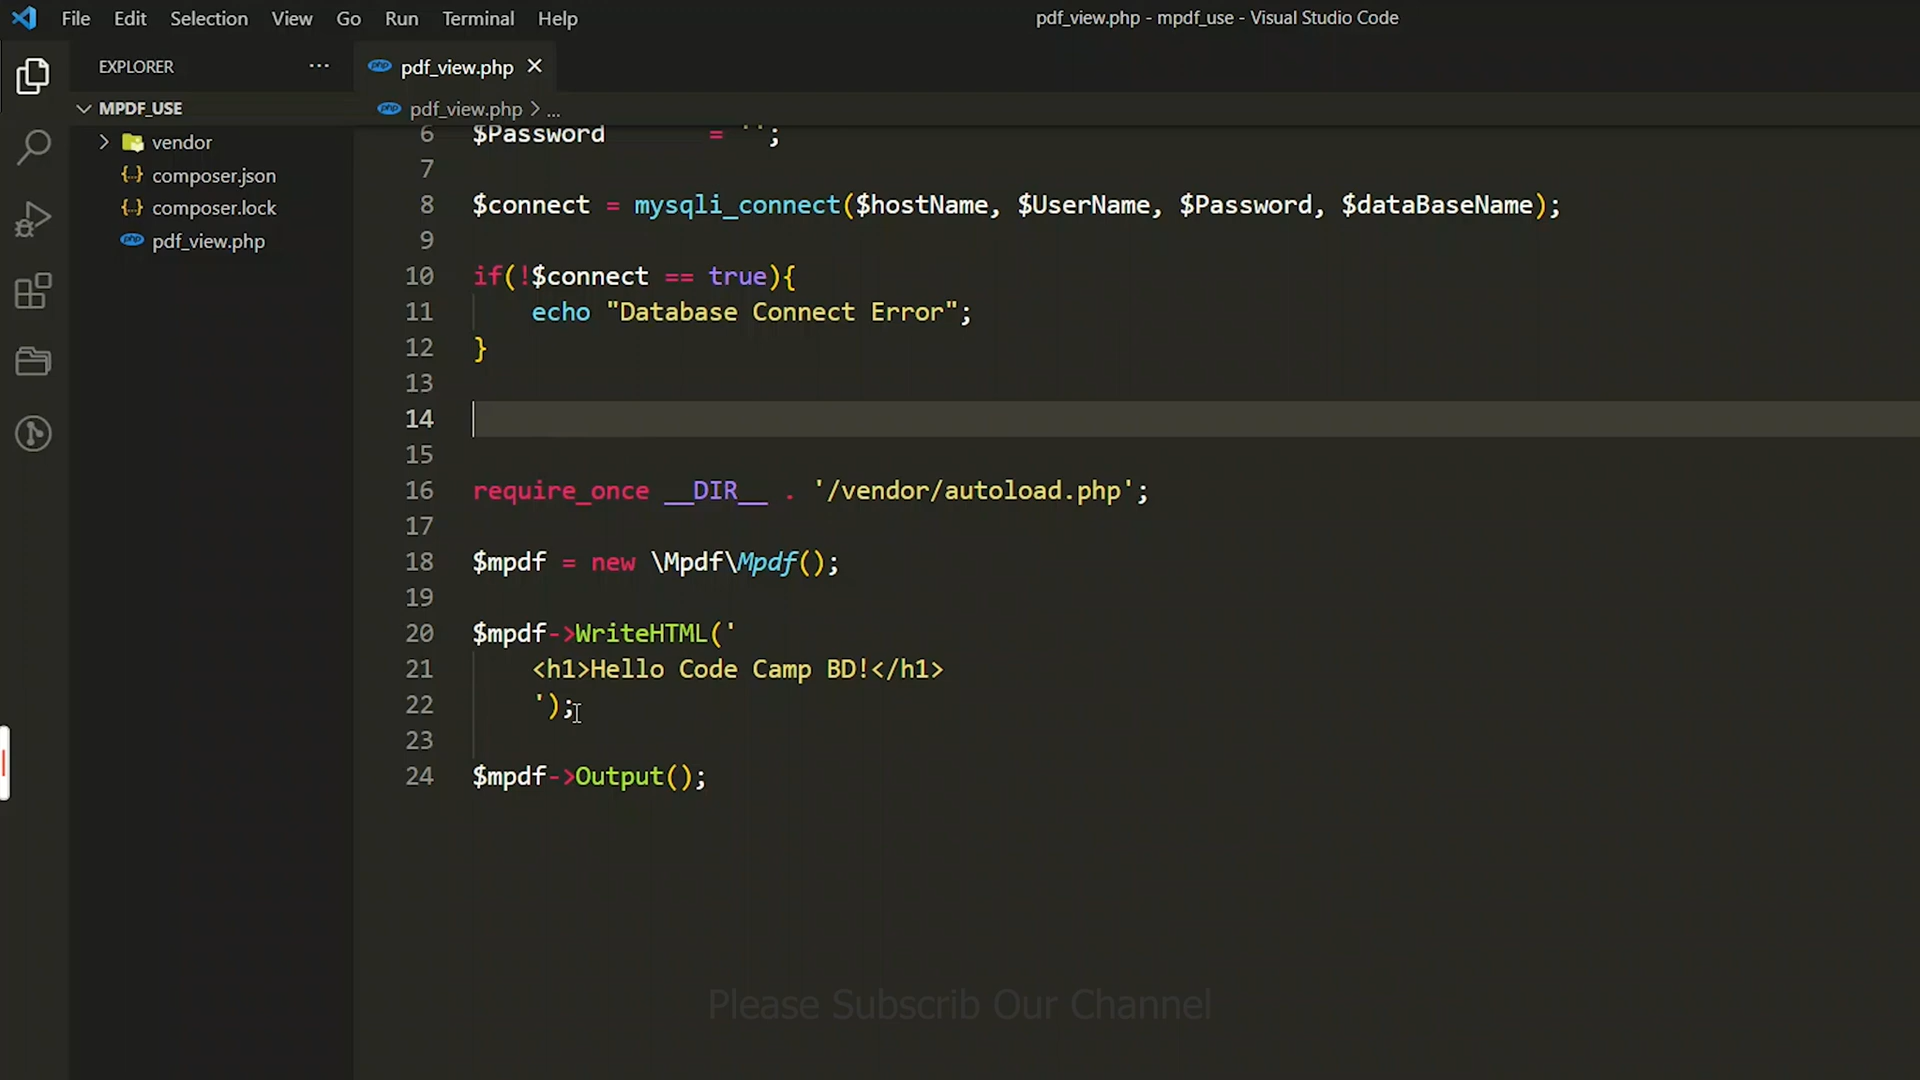 File Edit Selection View Go Run Terminal Help
pdf_view.php - mpdf_use - Visual Studio Code
EXPLORER ···
php pdf_view.php ×
MPDF_USE
php pdf_view.php > ...
> vendor
{..} composer.json
{..} composer.lock
php pdf_view.php
6 $Password = '';
7
8 $connect = mysqli_connect($hostName, $UserName, $Password, $dataBaseName);
9
10 if(!$connect == true){
11 echo "Database Connect Error";
12 }
13
14
15
16 require_once __DIR__ . '/vendor/autoload.php';
17
18 $mpdf = new \Mpdf\Mpdf();
19
20 $mpdf->WriteHTML('
21 <h1>Hello Code Camp BD!</h1>
22 ');
23
24 $mpdf->Output();
Please Subscrib Our Channel